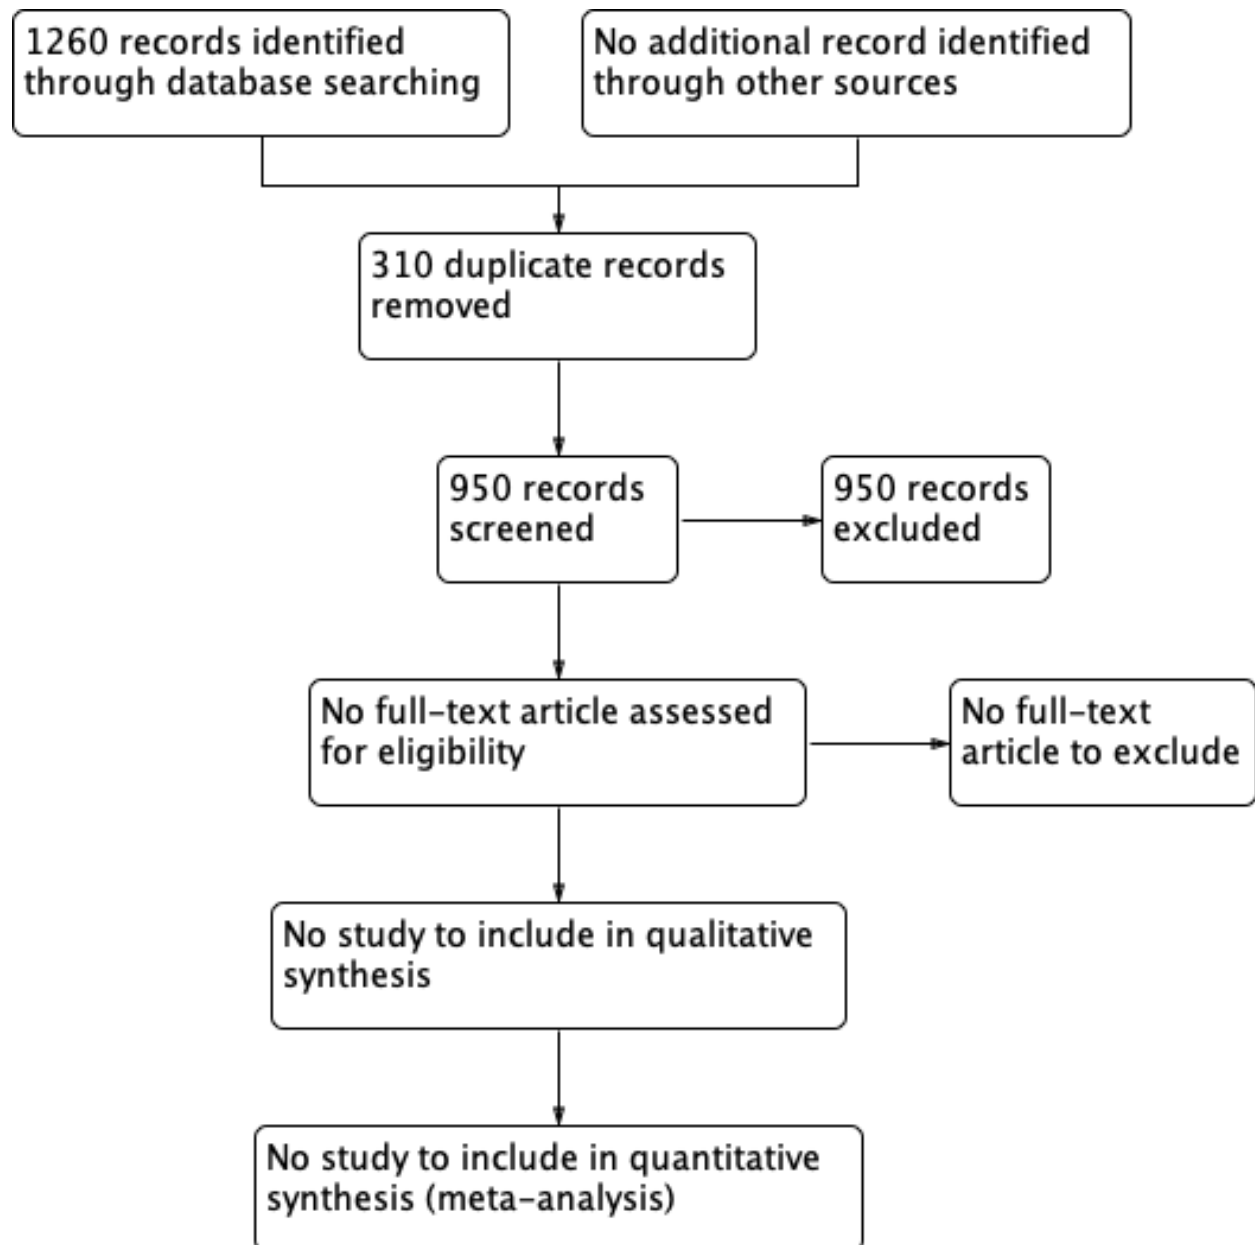 1260 records identified
through database searching
No additional record identified
through other sources
310 duplicate records
removed
950 records
screened
950 records
excluded
No full-text article assessed
for eligibility
No full-text
article to exclude
No study to include in qualitative
synthesis
No study to include in quantitative
synthesis (meta-analysis)